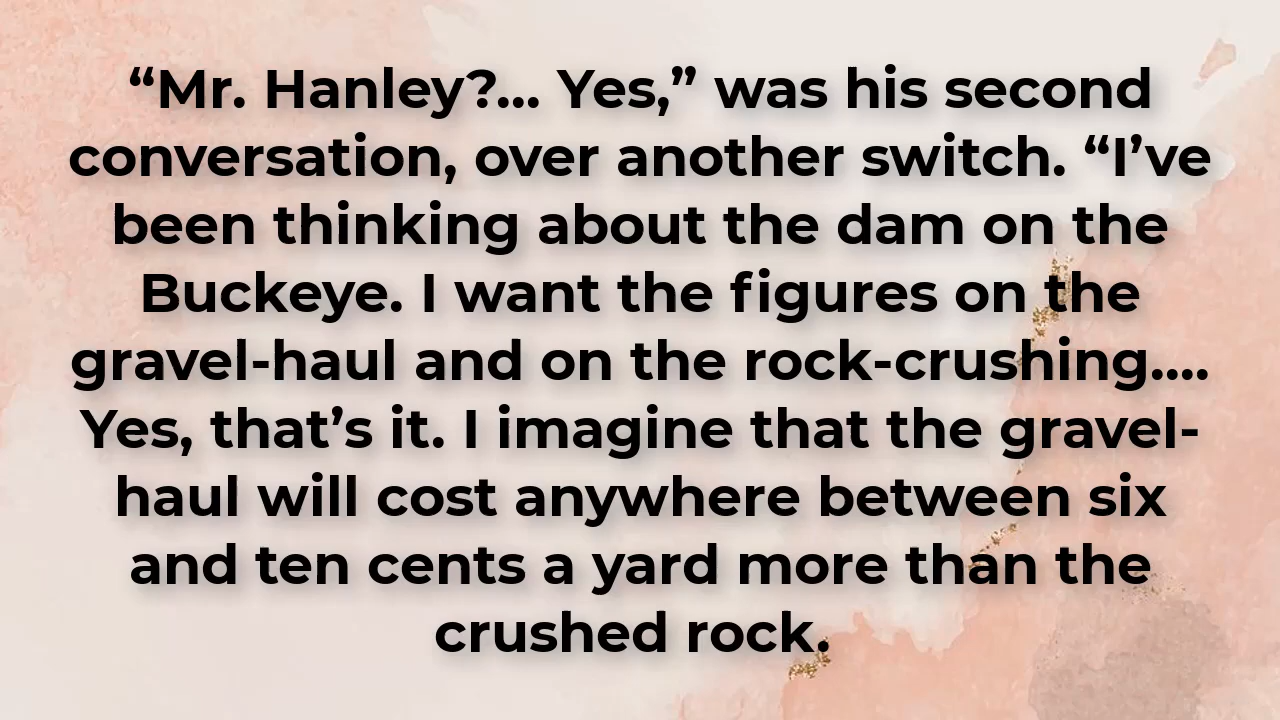 “Mr. Hanley?... Yes,” was his second
conversation, over another switch. “I’ve
been thinking about the dam on the
Buckeye. I want the figures on the
gravel-haul and on the rock-crushing....
Yes, that’s it. I imagine that the gravel-
haul will cost anywhere between six
and ten cents a yard more than the
crushed rock.